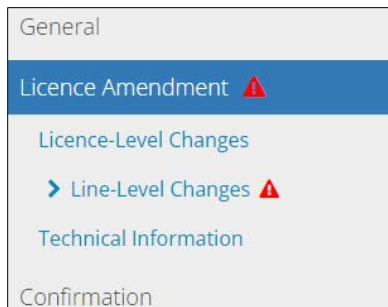 General
Licence Amendment
Licence-Level Changes
Line-Level Changes
Technical Information
Confirmation